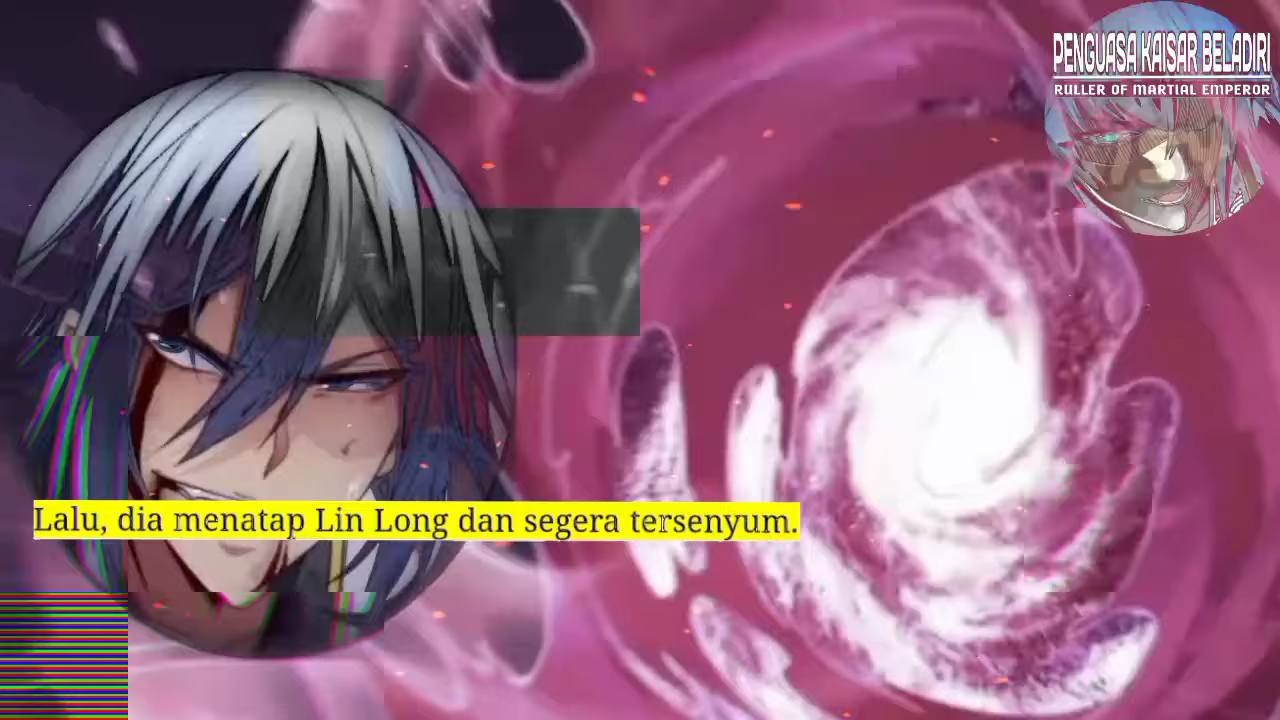 PENGUASA KAISAR BELADIRI
RULLER OF MARTIAL EMPEROR
Lalu, dia menatap Lin Long dan segera tersenyum.